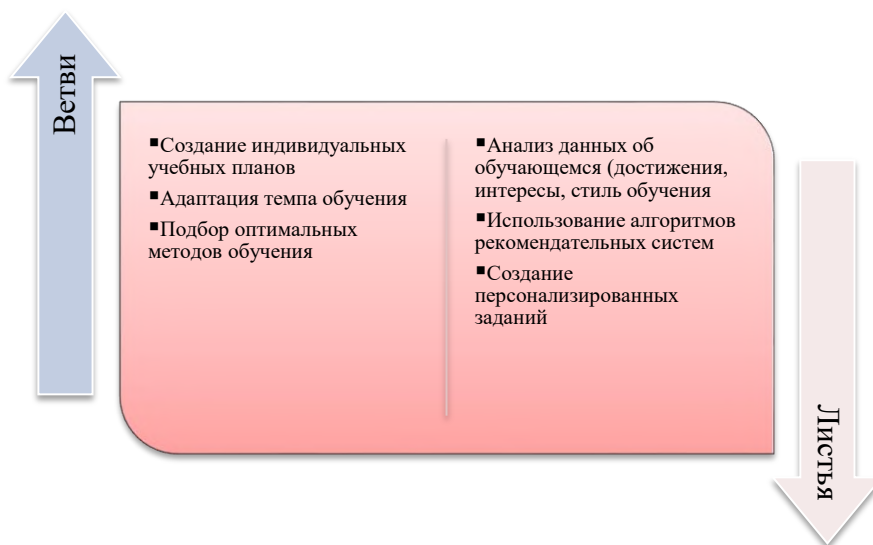 Ветви
▪Создание индивидуальных
учебных планов
▪Адаптация темпа обучения
▪Подбор оптимальных
методов обучения
▪Анализ данных об
обучающемся (достижения,
интересы, стиль обучения
▪Использование алгоритмов
рекомендательных систем
▪Создание
персонализированных
заданий
Листья